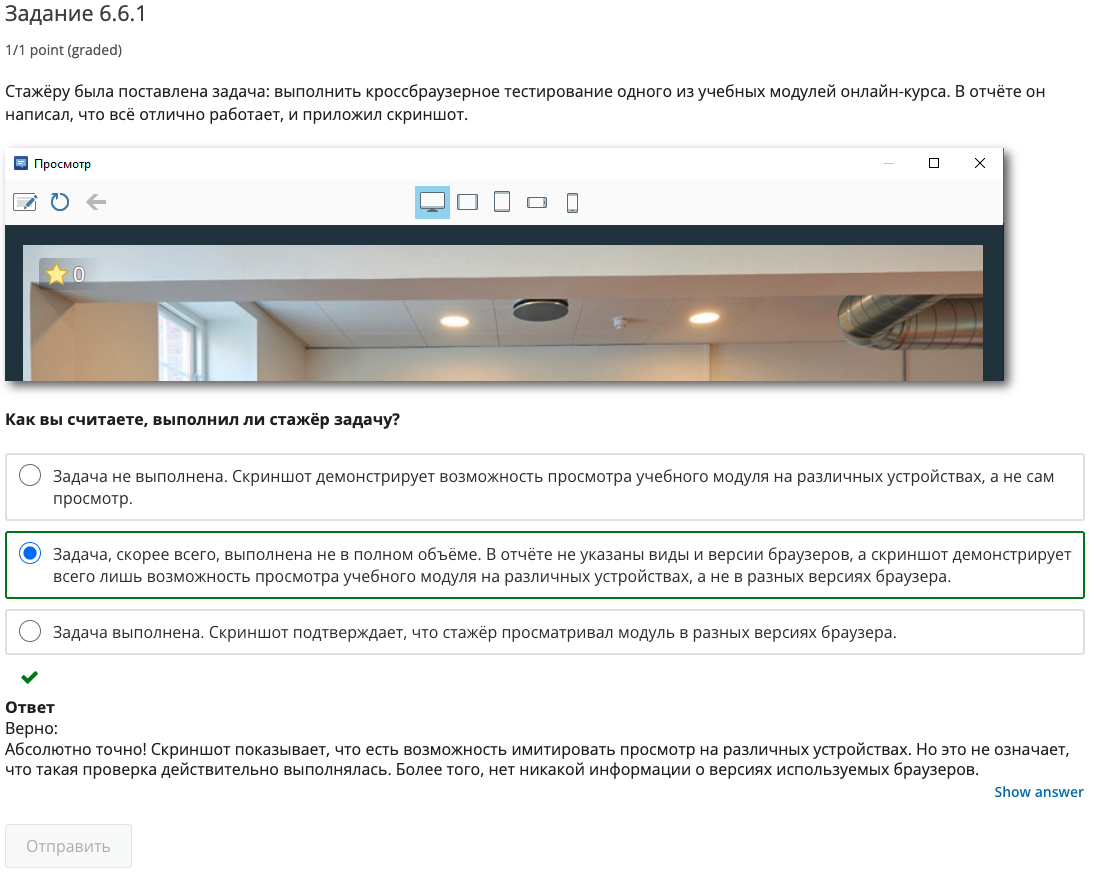 Задание 6.6.1
1/1 point (graded)
Стажёру была поставлена задача: выполнить кроссбраузерное тестирование одного из учебных модулей онлайн-курса. В отчёте он
написал, что всё отлично работает, и приложил скриншот.
Просмотр
0
Как вы считаете, выполнил ли стажёр задачу?
Задача не выполнена. Скриншот демонстрирует возможность просмотра учебного модуля на различных устройствах, а не сам
просмотр.
Задача, скорее всего, выполнена не в полном объёме. В отчёте не указаны виды и версии браузеров, а скриншот демонстрирует
всего лишь возможность просмотра учебного модуля на различных устройствах, а не в разных версиях браузера.
Задача выполнена. Скриншот подтверждает, что стажёр просматривал модуль в разных версиях браузера.
Ответ
Верно:
Абсолютно точно! Скриншот показывает, что есть возможность имитировать просмотр на различных устройствах. Но это не означает,
что такая проверка действительно выполнялась. Более того, нет никакой информации о версиях используемых браузеров.
Show answer
Отправить